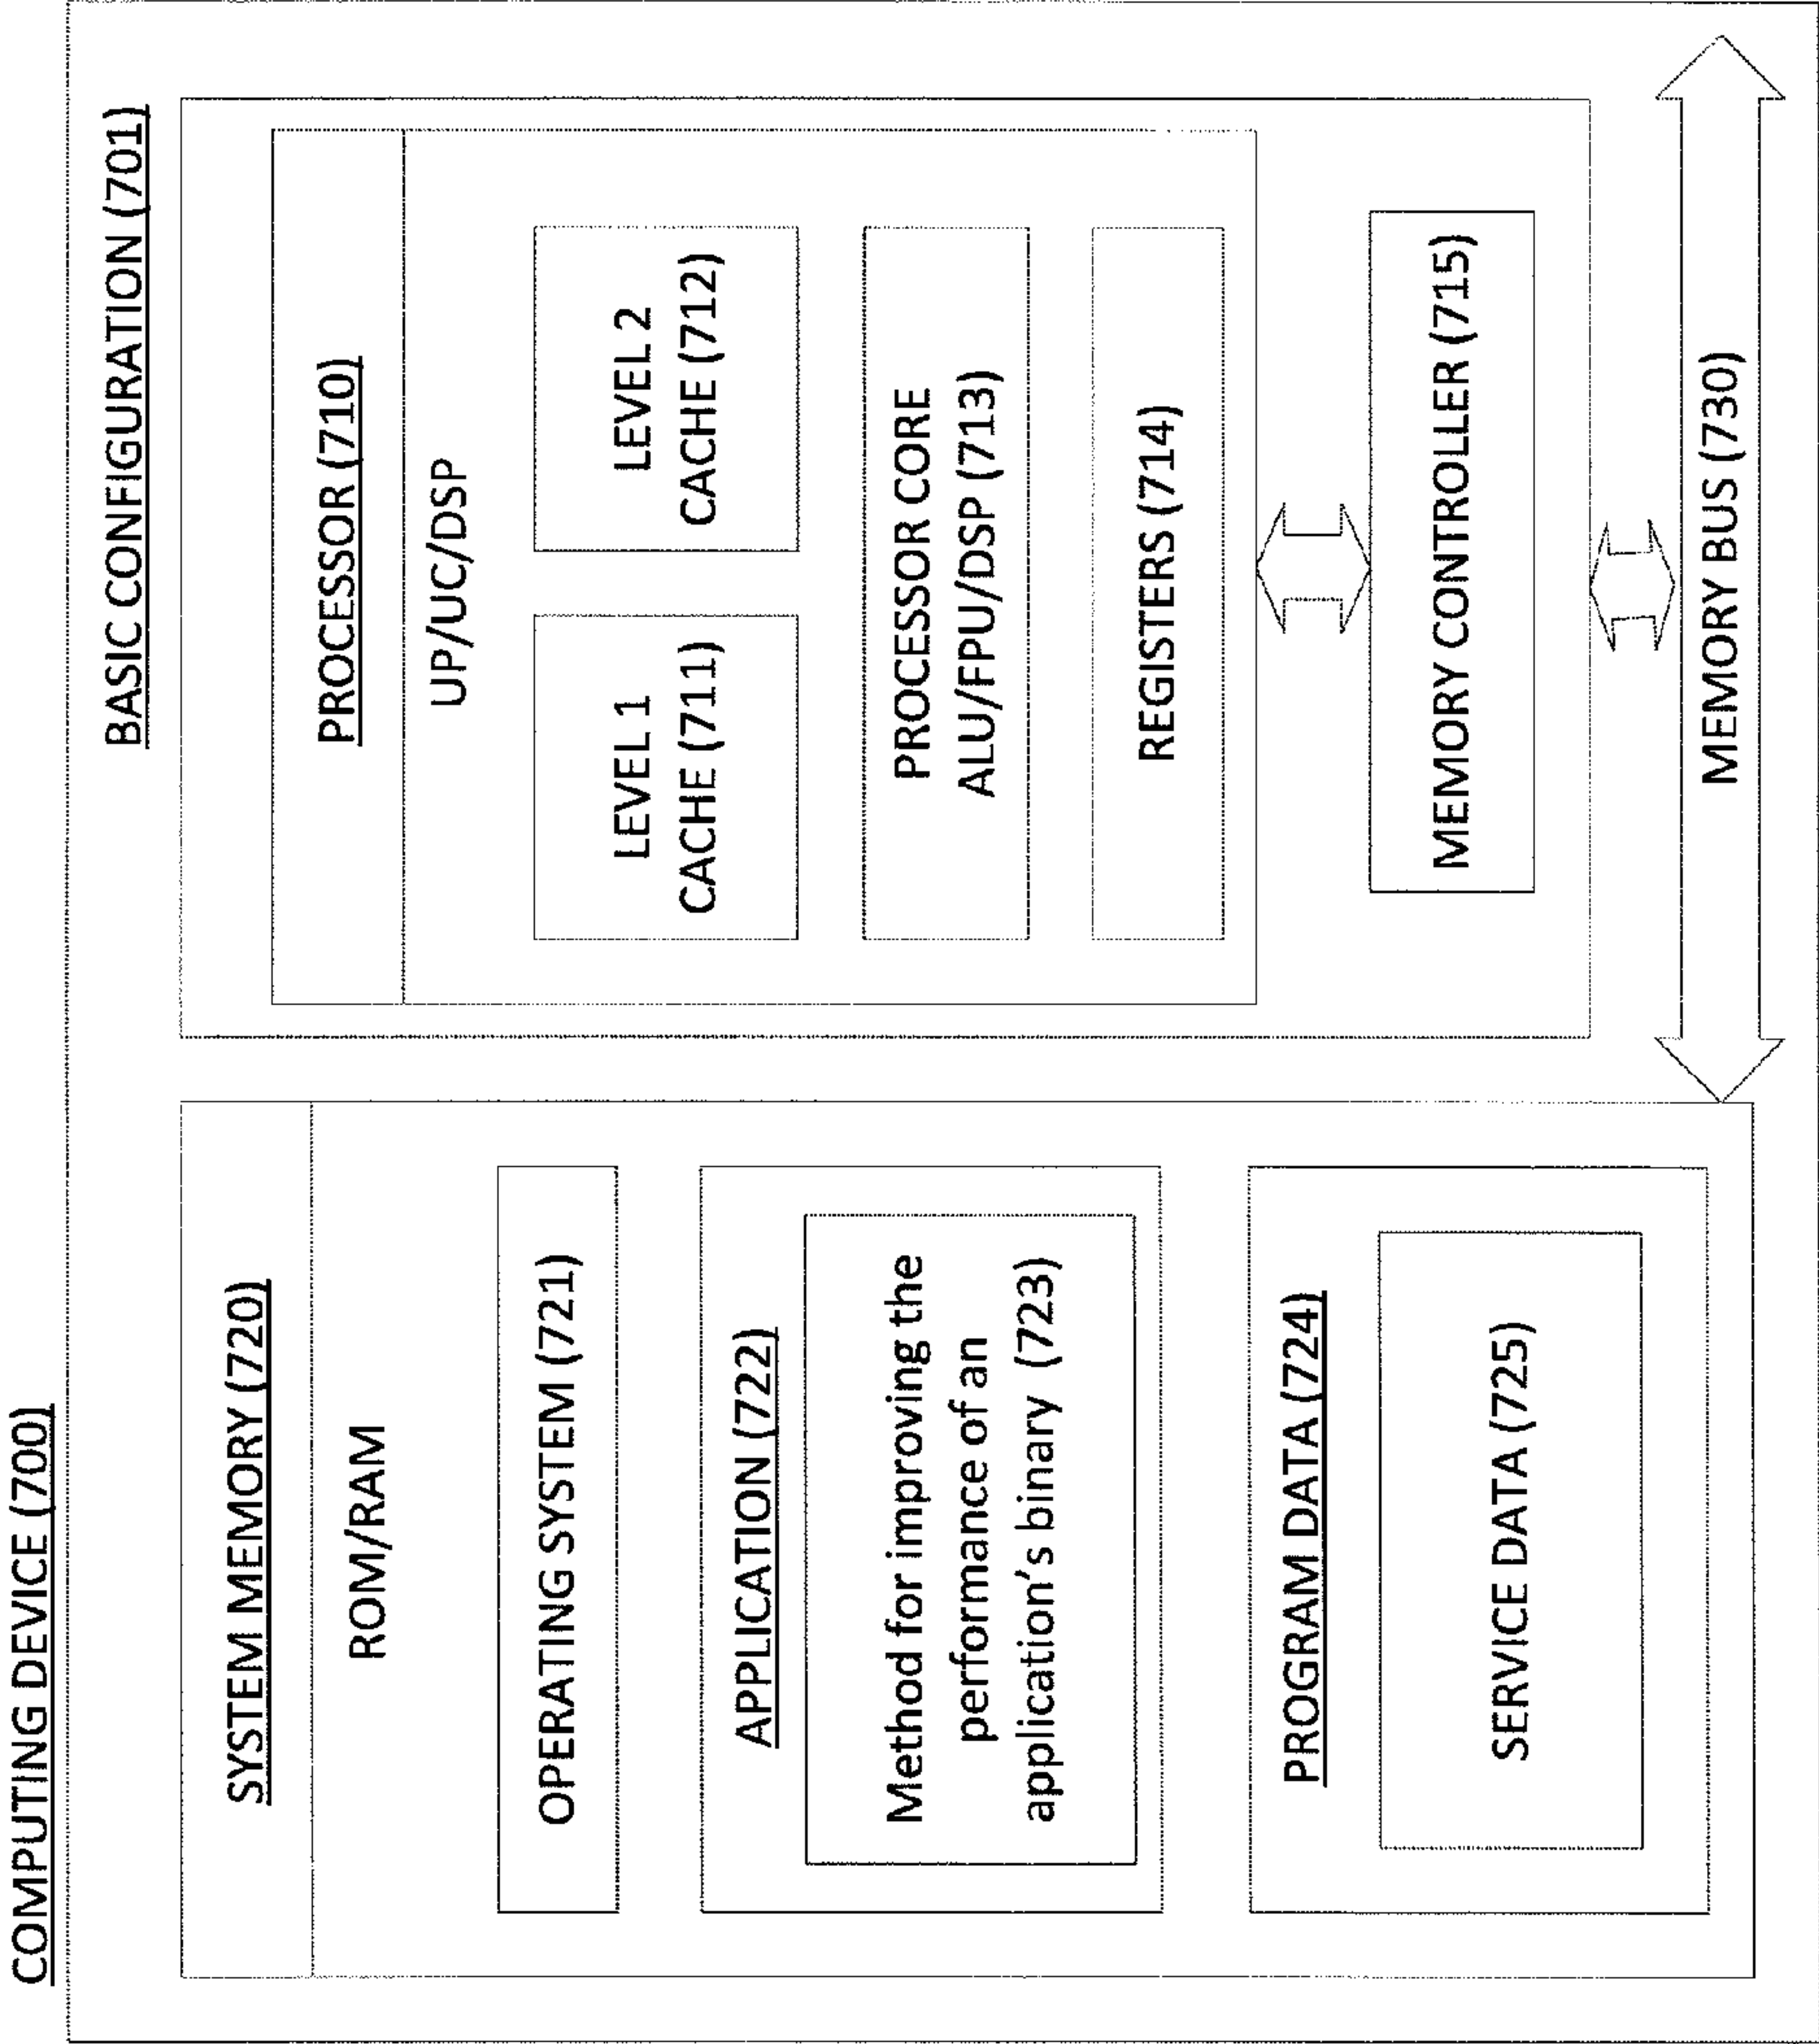 COMPUTING DEVICE (700)
SYSTEM MEMORY (720)
ROM/RAM
OPERATING SYSTEM (721)
APPLICATION (722)
Method for improving the
performance of an
application's binary (723)
PROGRAM DATA (724)
SERVICE DATA (725)
BASIC CONFIGURATION (701)
PROCESSOR (710)
UP/UC/DSP
LEVEL 1
CACHE (711)
LEVEL 2
CACHE (712)
PROCESSOR CORE
ALU/FPU/DSP (713)
REGISTERS (714)
MEMORY CONTROLLER (715)
MEMORY BUS (730)